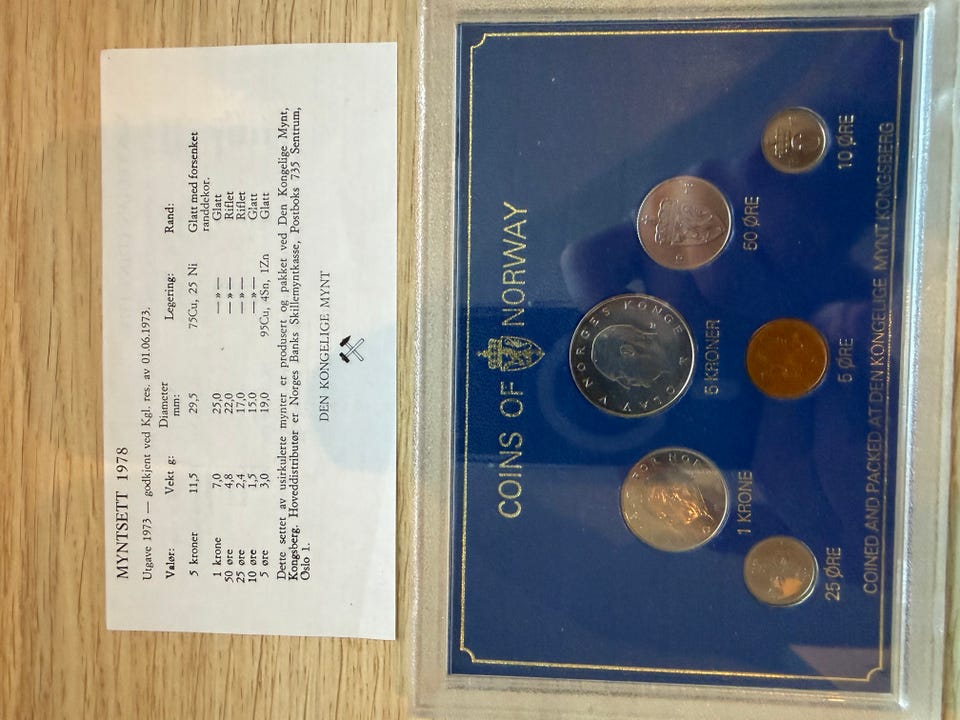 MYNTSETT 1978
Utgave 1973 — godkjent ved Kgl. res. av 01.06.1973.
Valør: Vekt g: Diameter mm: Legering: Rand:
5 kroner 11,5 29,5 75Cu, 25 Ni Glatt med forsenket
randdekor.
1 krone 7,0 25,0 —»— Glatt
50 øre 4,8 22,0 —»— Riflet
25 øre 2,4 17,0 —»— Riflet
10 øre 1,5 15,0 —»— Glatt
5 øre 3,0 19,0 95Cu, 4Sn, 1Zn Glatt
Dette settet av usirkulerte mynter er produsert og pakket ved Den Kongelige Mynt,
Kongsberg. Hoveddistributør er Norges Banks Skillemyntkasse, Postboks 735 Sentrum,
Oslo 1.
DEN KONGELIGE MYNT
COINS OF NORWAY
OLAV V NORGES KONGE
25 ØRE
1 KRONE
5 KRONER
5 ØRE
50 ØRE
10 ØRE
COINED AND PACKED AT DEN KONGELIGE MYNT KONGSBERG